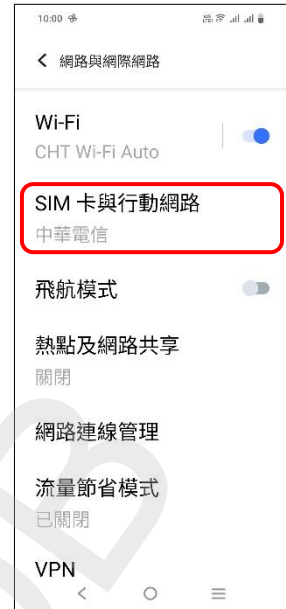 10:00
網路與網際網路
Wi-Fi
CHT Wi-Fi Auto
SIM 卡與行動網路
中華電信
飛航模式
熱點及網路共享
關閉
網路連線管理
流量節省模式
已關閉
VPN